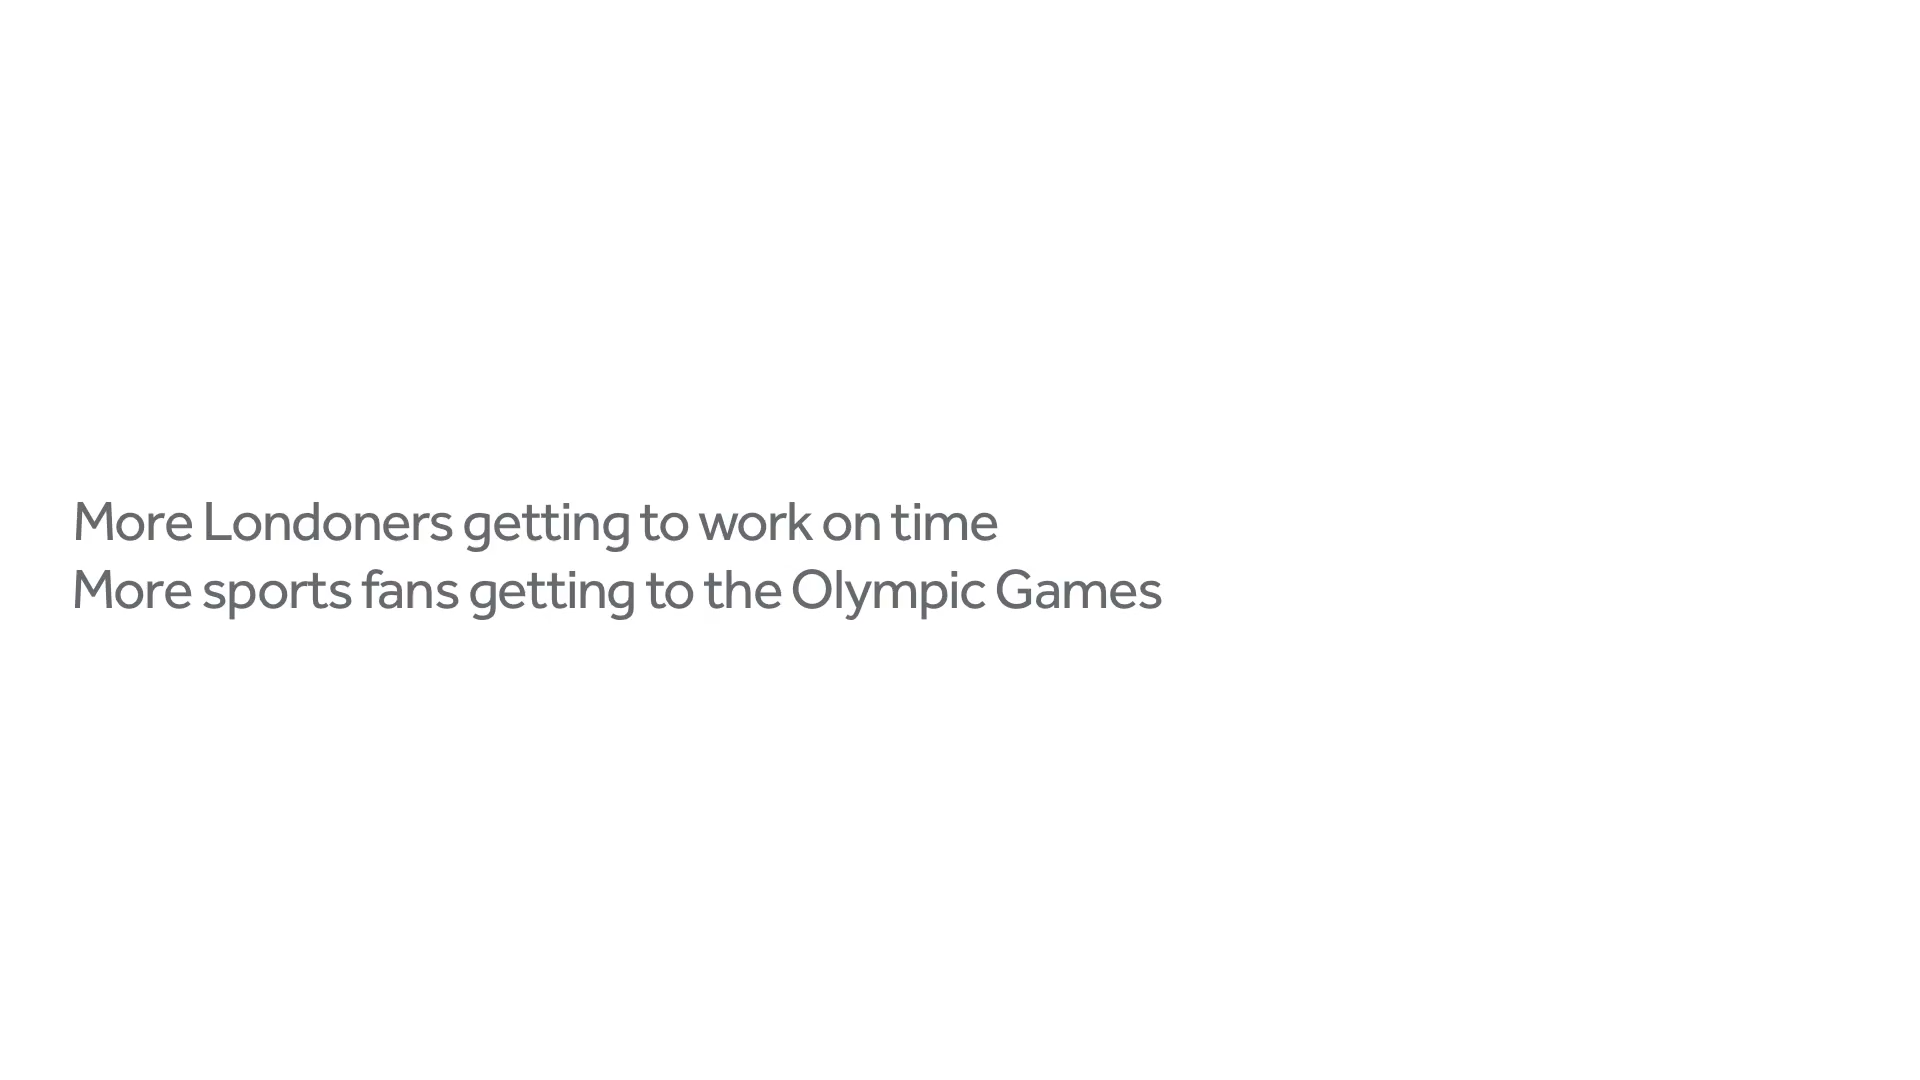 More Londoners getting to work on time
More sports fans getting to the Olympic Games